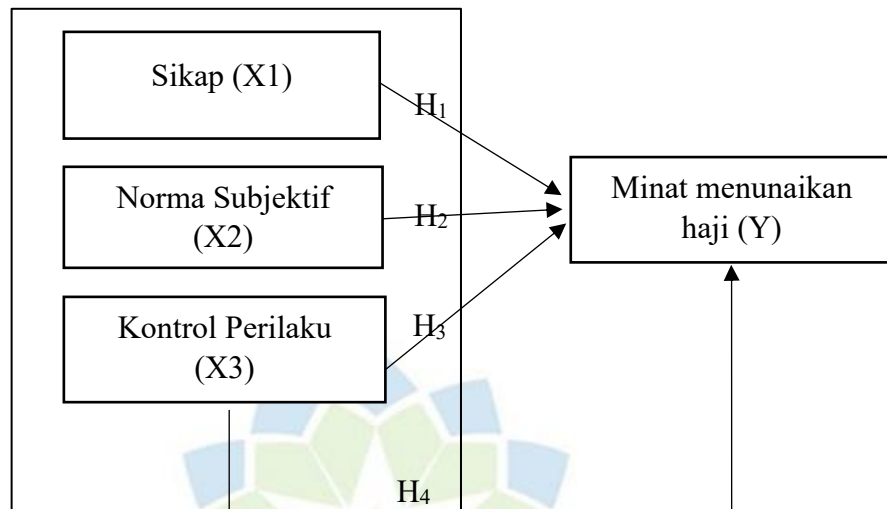 Sikap (X1)
H₁
Norma Subjektif
(X2)
H₂
Minat menunaikan
haji (Y)
Kontrol Perilaku
(X3)
H₃
H₄